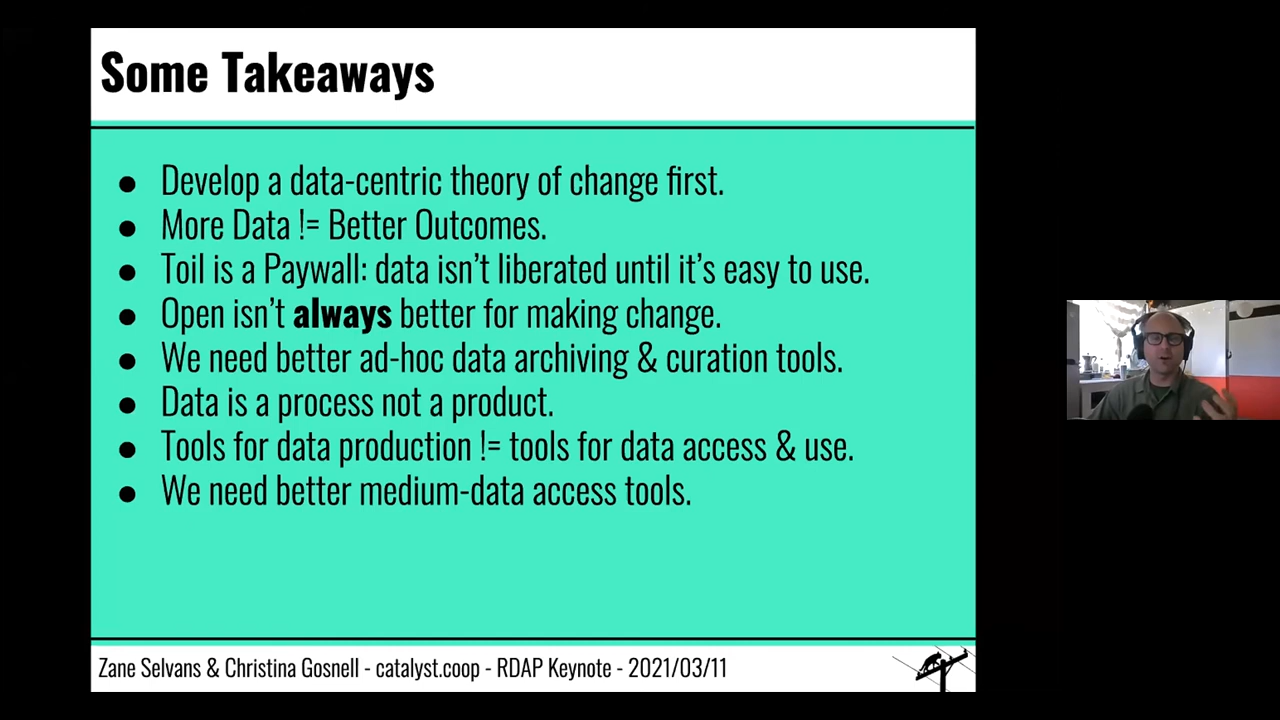 Some Takeaways
● Develop a data-centric theory of change first.
● More Data != Better Outcomes.
● Toil is a Paywall: data isn’t liberated until it’s easy to use.
● Open isn’t always better for making change.
● We need better ad-hoc data archiving & curation tools.
● Data is a process not a product.
● Tools for data production != tools for data access & use.
● We need better medium-data access tools.
Zane Selvans & Christina Gosnell - catalyst.coop - RDAP Keynote - 2021/03/11